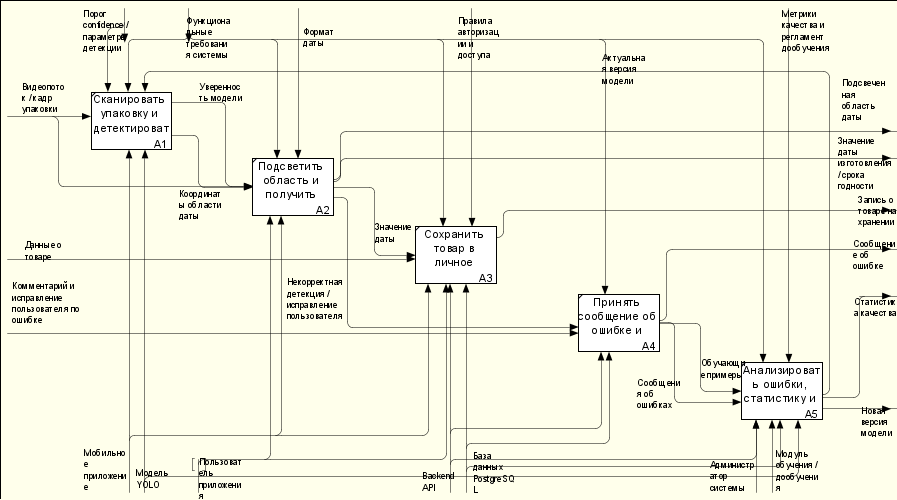 Порог
confidence /
параметры
детекции
Функциона
льные
требовани
я системы
Формат
даты
Правила
авторизац
ии и
доступа
Метрики
качества и
регламент
дообучения
Актуальна
я версия
модели
Видеопото
к / кадр
упаковки
Увереннос
ть модели
Подсвечен
ная
область
даты
Сканировать
упаковку и
детектироват
A1
Значение
даты
изготовления
/ срока
годности
Подсветить
область и
получить
A2
Координат
ы области
даты
Запись о
товаре на
хранении
Значение
даты
Сохранить
товар в
личное
A3
Данные о
товаре
Сообщени
е об
ошибке
Комментарий и
исправление
пользователя по
ошибке
Некорректная
детекция /
исправление
пользователя
Принять
сообщение об
ошибке и
A4
Статистик
а качества
Обучающи
е примеры
Сообщени
я об
ошибках
Анализироват
ь ошибки,
статистику и
A5
Новая
версия
модели
Мобильно
е
приложени
е
Модель
YOLO
Пользоват
ель
приложени
я
Backend
API
База
данных
PostgreSQ
L
Администр
атор
системы
Модуль
обучения /
дообучени
я